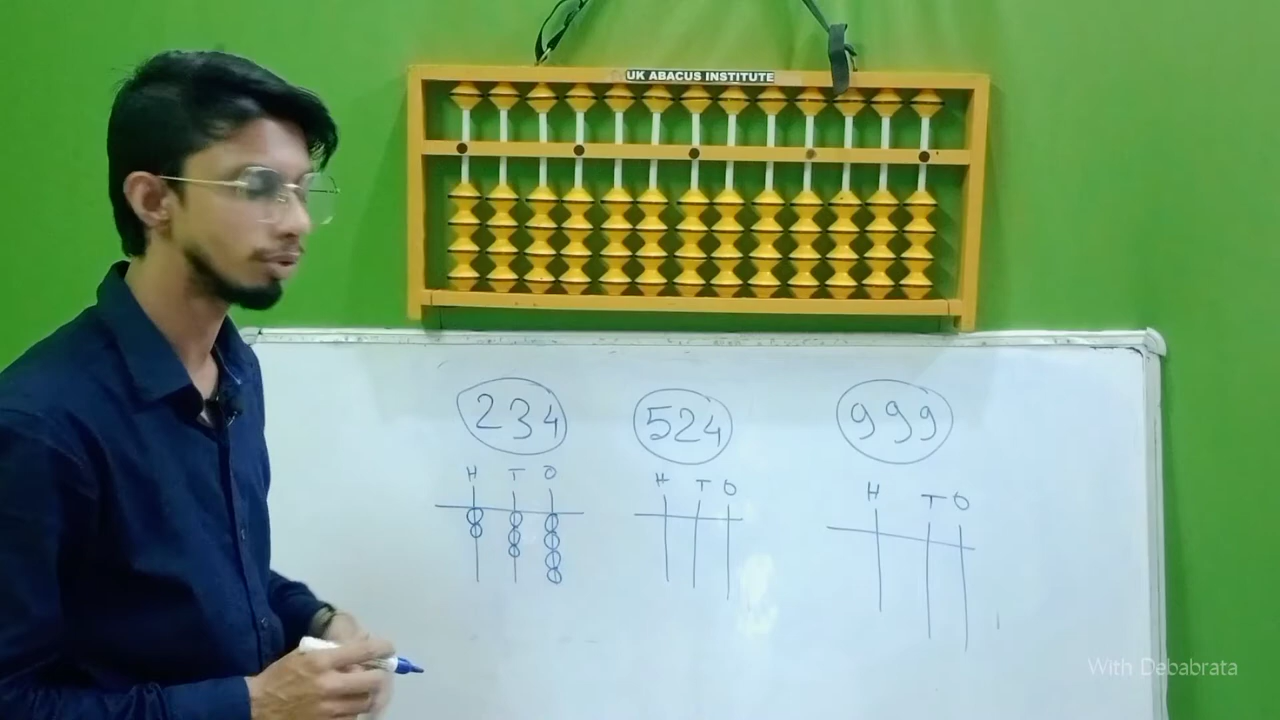 UK ABACUS INSTITUTE
234 524 999
H T O H T O H T O
With Debabrata